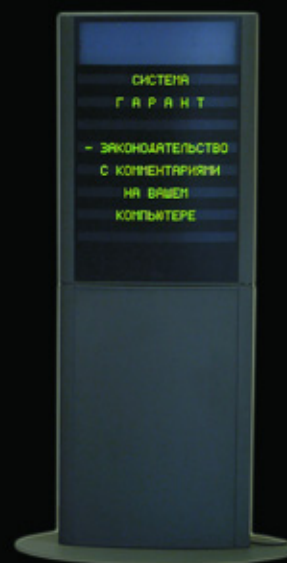 СИСТЕМА
ГАРАНТ
- ЗАКОНОДАТЕЛЬСТВО
С КОММЕНТАРИЯМИ
НА ВАШЕМ
КОМПЬЮТЕРЕ